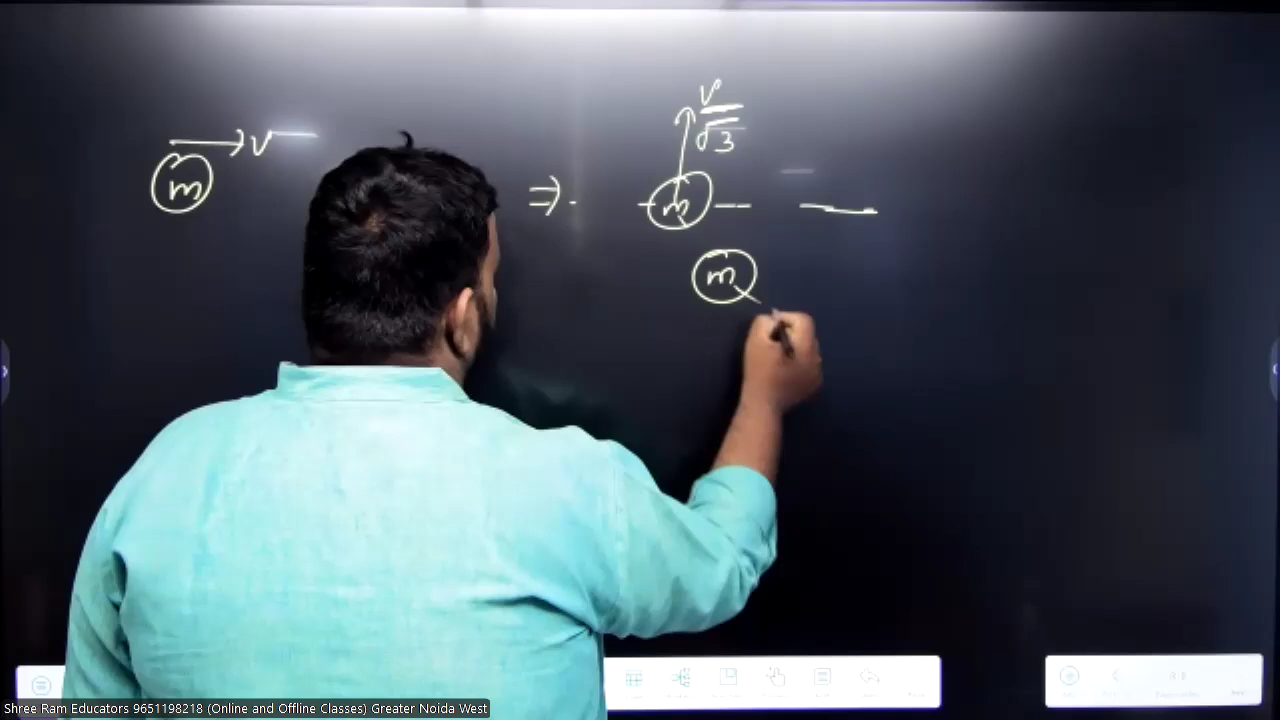 m → v
⇒
v/√3
m
m
Shree Ram Educators 9651198218 (Online and Offline Classes) Greater Noida West